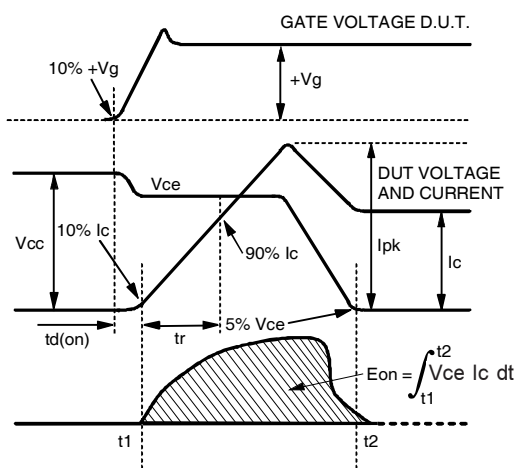 GATE VOLTAGE D.U.T.
10% +Vg
+Vg
Vce
DUT VOLTAGE
AND CURRENT
10% Ic
Vcc
90% Ic
Ipk
Ic
td(on)
tr
5% Vce
Eon = ∫ Vce Ic dt
t2
t1
t1
t2